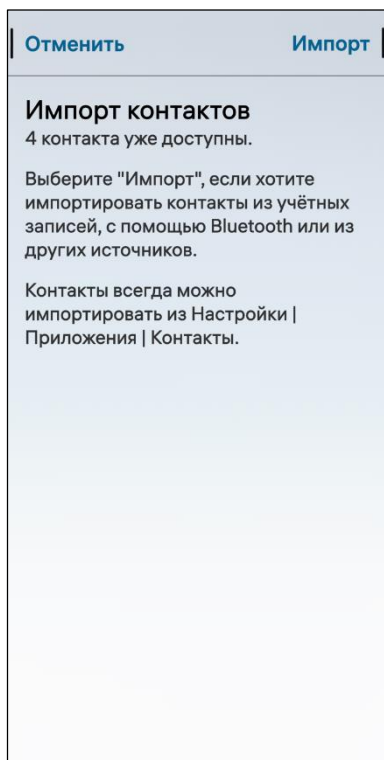 Отменить Импорт
Импорт контактов
4 контакта уже доступны.
Выберите "Импорт", если хотите
импортировать контакты из учётных
записей, с помощью Bluetooth или из
других источников.
Контакты всегда можно
импортировать из Настройки |
Приложения | Контакты.